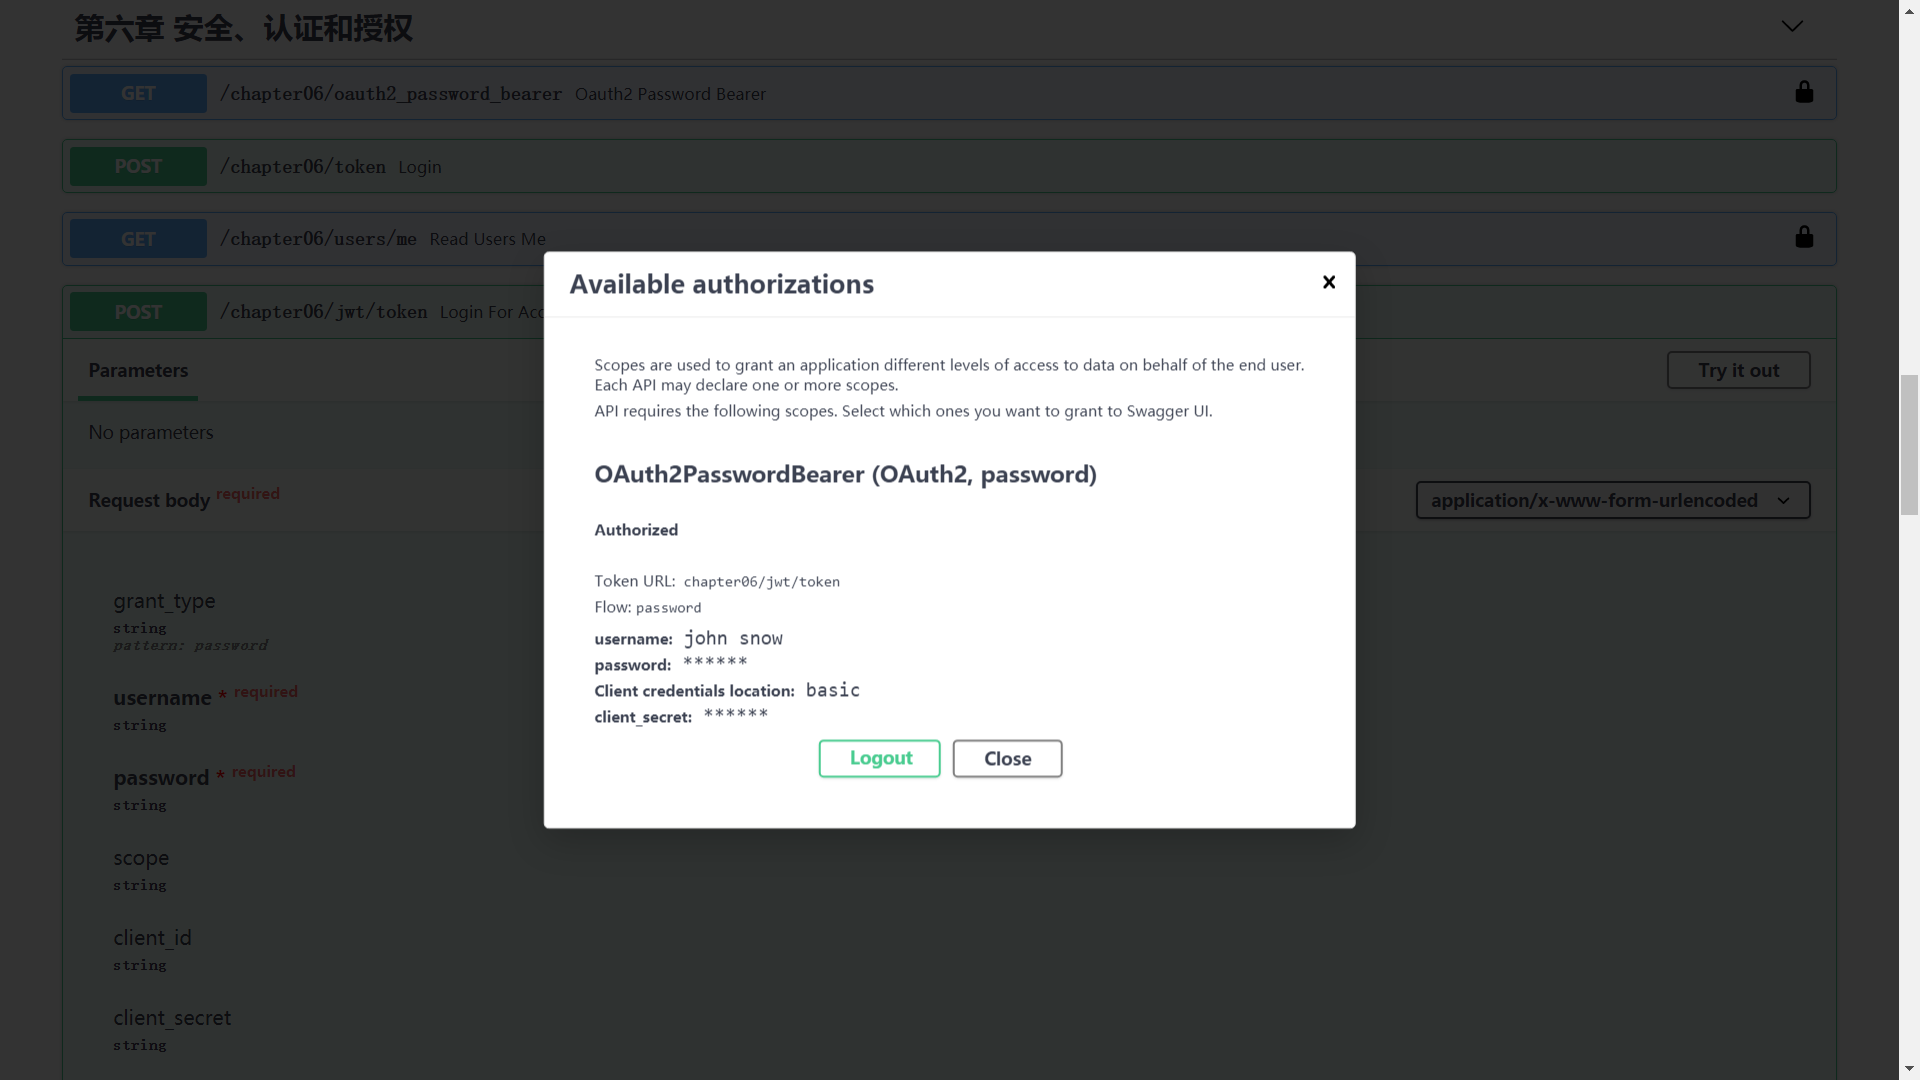 第六章 安全、认证和授权
GET /chapter06/oauth2_password_bearer Oauth2 Password Bearer
POST /chapter06/token Login
GET /chapter06/users/me Read Users Me
POST /chapter06/jwt/token Login For Acc
Parameters
Try it out
No parameters
Request body required
application/x-www-form-urlencoded
grant_type
string
pattern: password
username * required
string
password * required
string
scope
string
client_id
string
client_secret
string
Available authorizations
Scopes are used to grant an application different levels of access to data on behalf of the end user.
Each API may declare one or more scopes.
API requires the following scopes. Select which ones you want to grant to Swagger UI.
OAuth2PasswordBearer (OAuth2, password)
Authorized
Token URL: chapter06/jwt/token
Flow: password
username: john snow
password: ******
Client credentials location: basic
client_secret: ******
Logout
Close